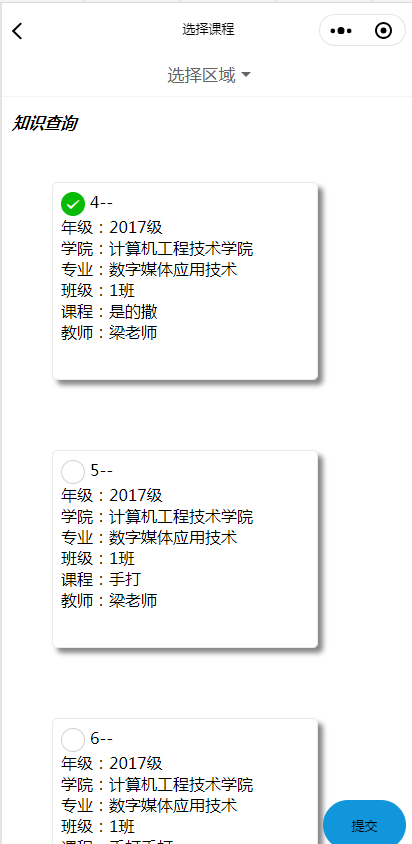 选择课程
选择区域
知识查询
4--
年级：2017级
学院：计算机工程技术学院
专业：数字媒体应用技术
班级：1班
课程：是的撒
教师：梁老师
5--
年级：2017级
学院：计算机工程技术学院
专业：数字媒体应用技术
班级：1班
课程：手打
教师：梁老师
6--
年级：2017级
学院：计算机工程技术学院
专业：数字媒体应用技术
班级：1班
课程：手打手打
提交